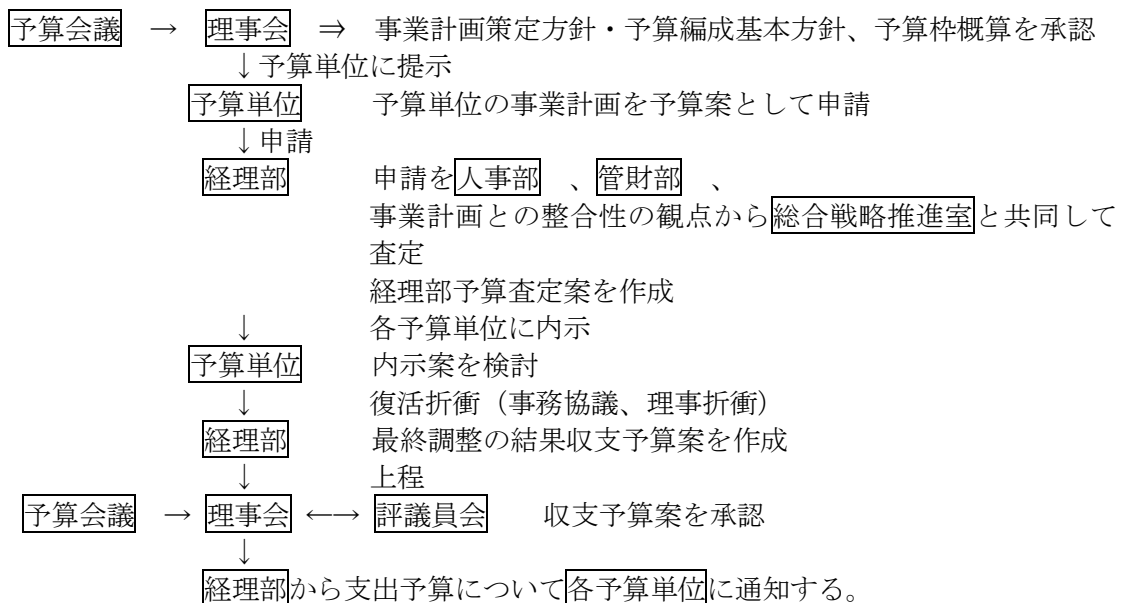 予算会議 → 理事会 ⇒ 事業計画策定方針・予算編成基本方針、予算枠概算を承認
↓予算単位に提示
予算単位 予算単位の事業計画を予算案として申請
↓申請
経理部 申請を人事部 、管財部 、
事業計画との整合性の観点から総合戦略推進室と共同して
査定
経理部予算査定案を作成
↓ 各予算単位に内示
予算単位 内示案を検討
↓ 復活折衝（事務協議、理事折衝）
経理部 最終調整の結果収支予算案を作成
↓ 上程
予算会議 → 理事会 ←→ 評議員会 収支予算案を承認
↓
経理部から支出予算について各予算単位に通知する。